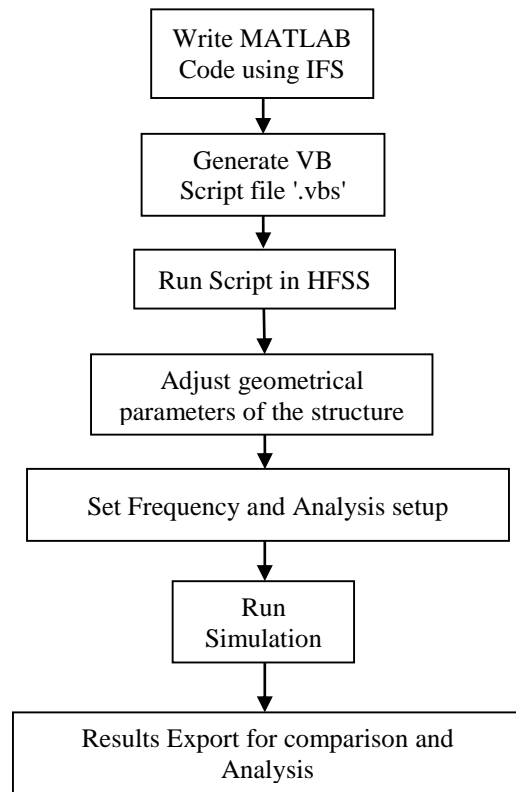 Write MATLAB
Code using IFS
Generate VB
Script file '.vbs'
Run Script in HFSS
Adjust geometrical
parameters of the structure
Set Frequency and Analysis setup
Run
Simulation
Results Export for comparison and
Analysis